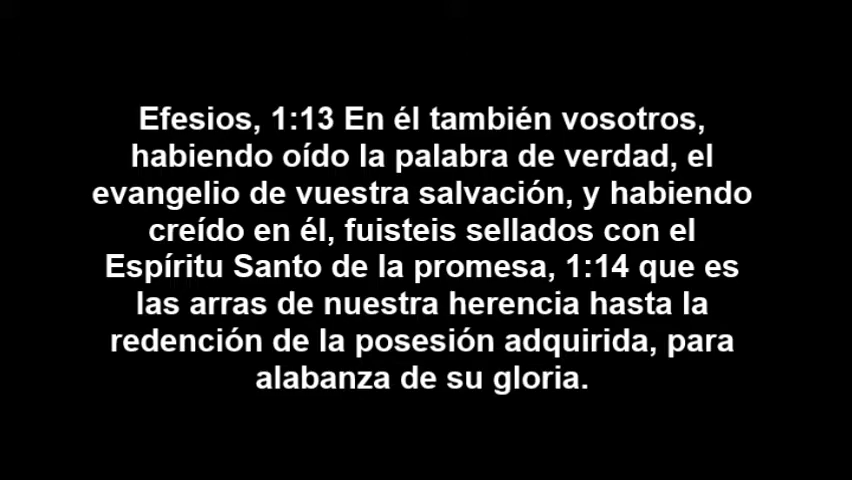 Efesios, 1:13 En él también vosotros,
habiendo oído la palabra de verdad, el
evangelio de vuestra salvación, y habiendo
creído en él, fuisteis sellados con el
Espíritu Santo de la promesa, 1:14 que es
las arras de nuestra herencia hasta la
redención de la posesión adquirida, para
alabanza de su gloria.